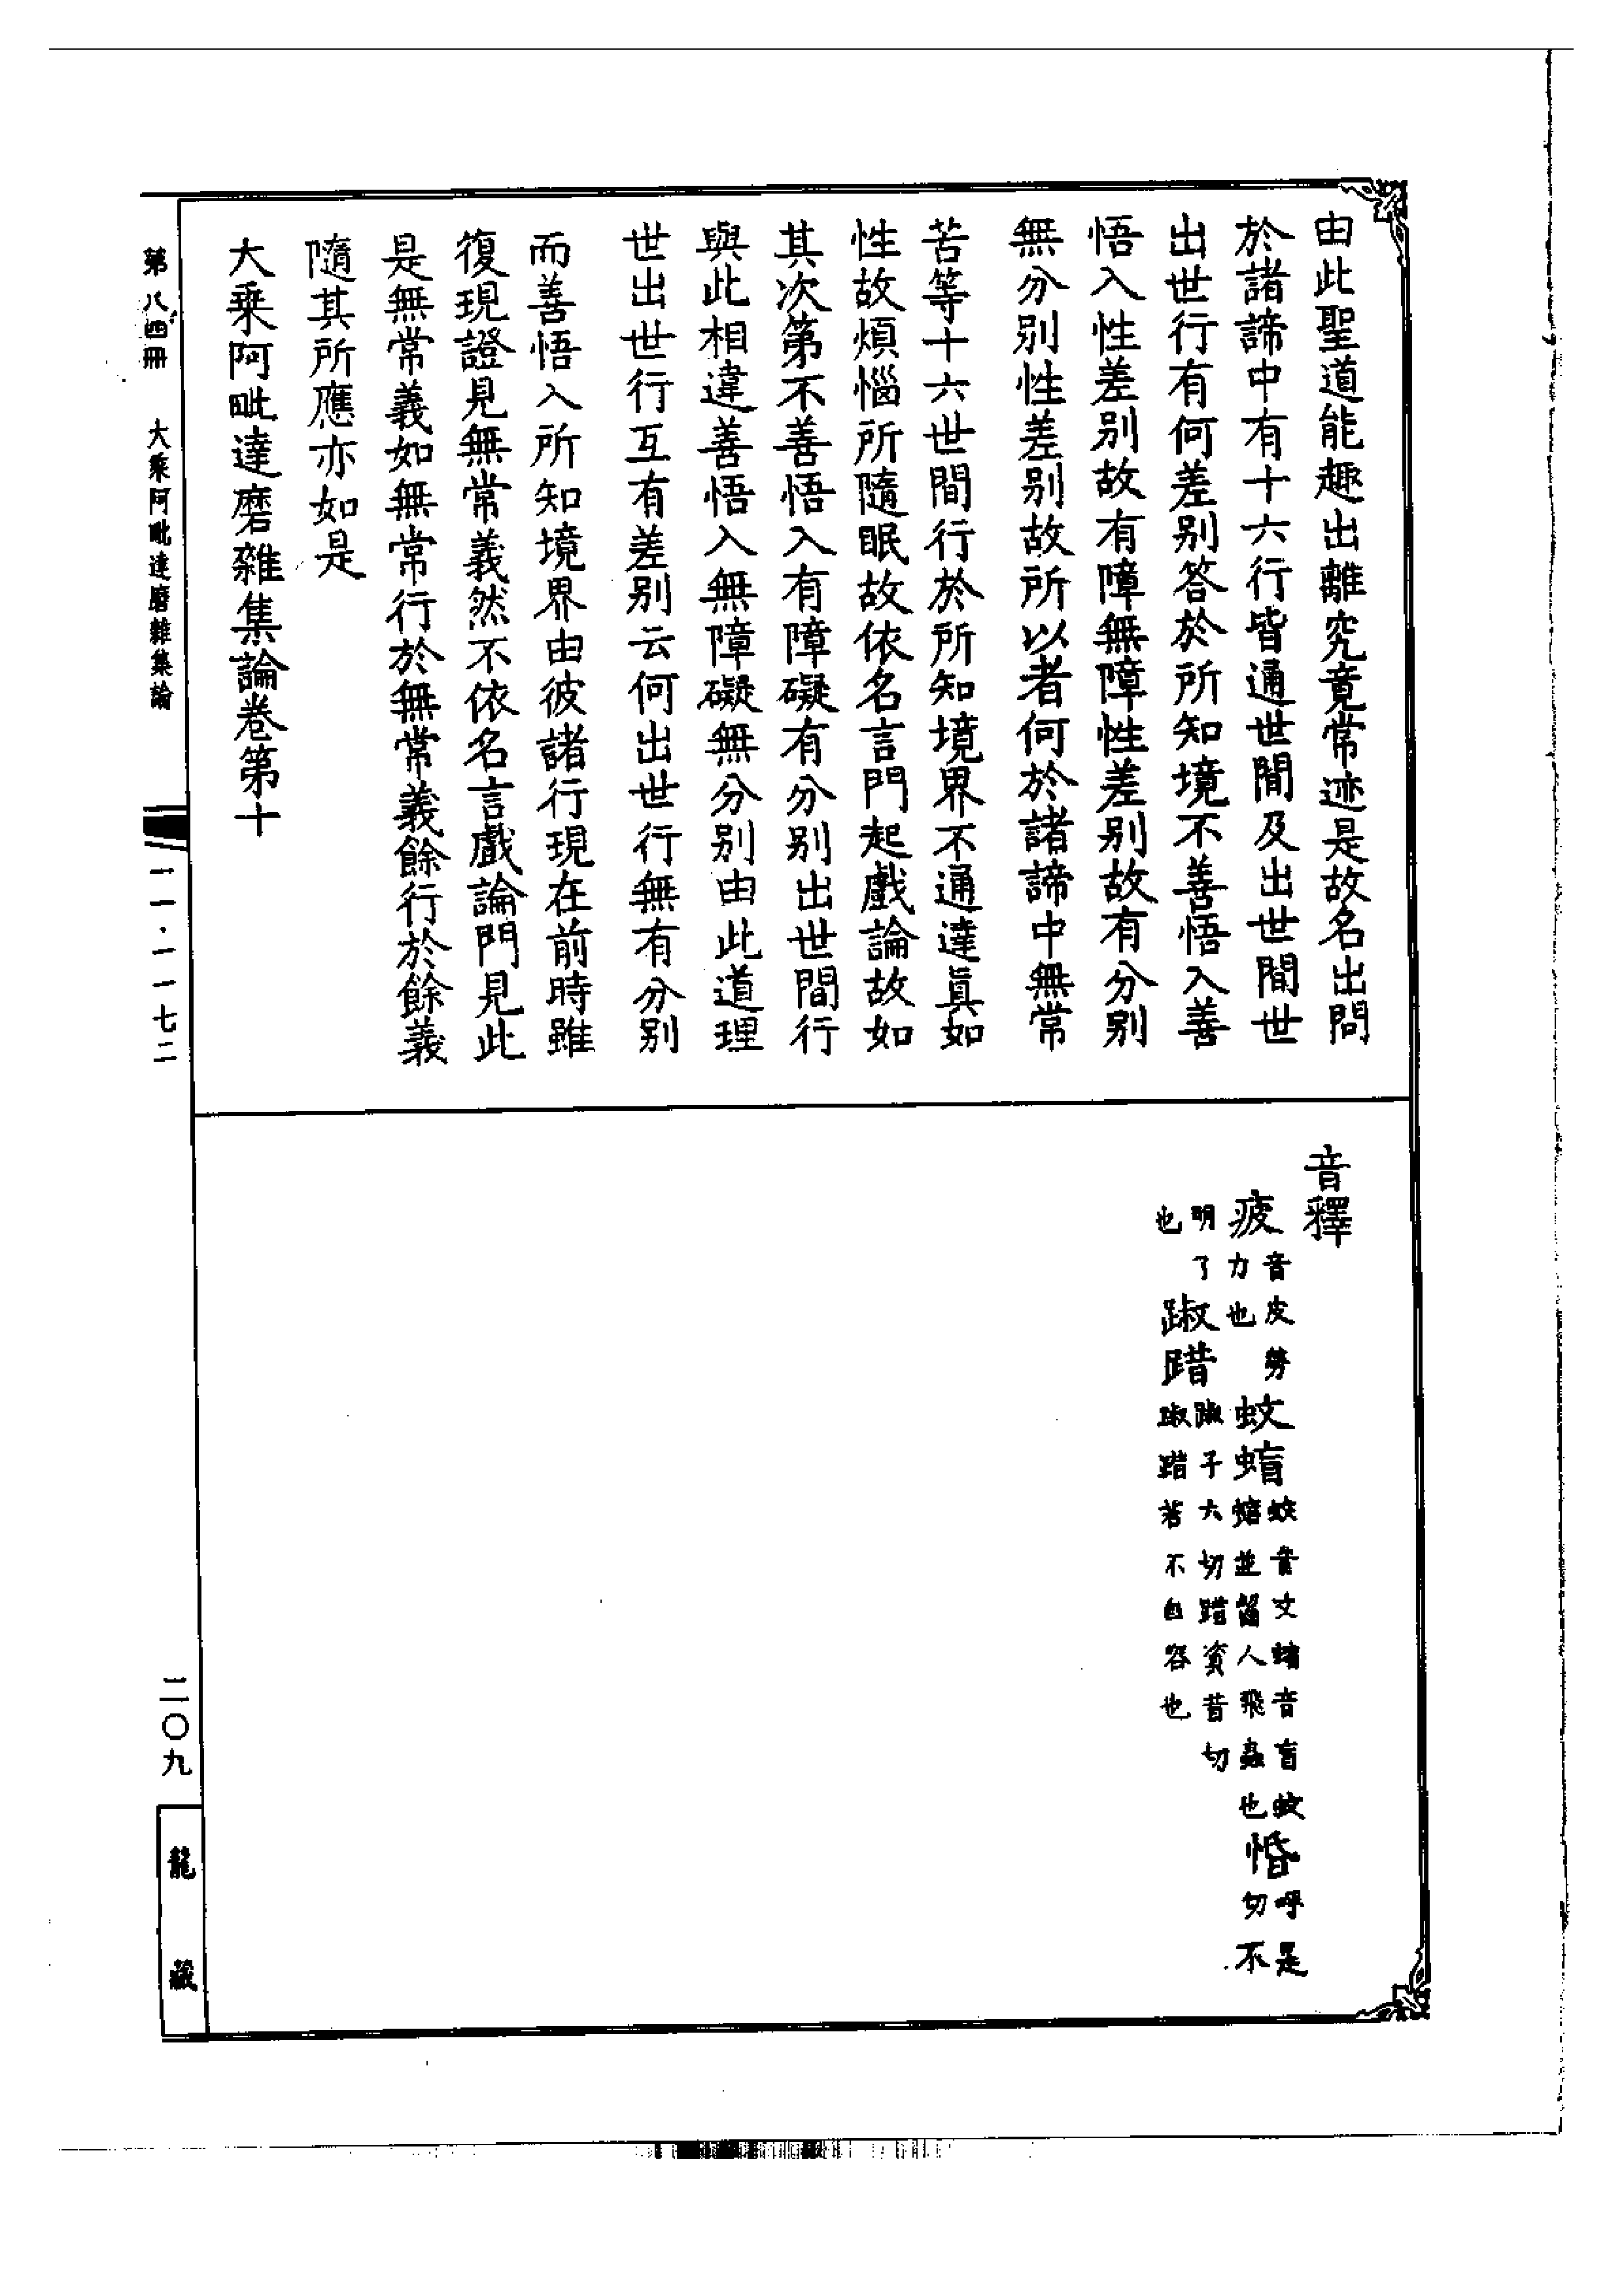 由此聖道能趣出離究竟常迹是故名出問
於諸諦中有十六行皆通世間及出世間世
出世行有何差别答於所知境不善悟入善
悟入性差别故有障無障性差别故有分别
無分别性差别故所以者何於諸諦中無常
苦等十六世間行於所知境界不通達真如
性故煩惱所隨眠故依名言門起戲論故如
其次第不善悟入有障礙有分别出世間行
與此相違善悟入無障礙無分别由此道理
世出世行互有差别云何出世行無有分别
而善悟入所知境界由彼諸行現在前時雖
復現證見無常義然不依名言戲論門見此
是無常義如無常行於無常義餘行於餘義
隨其所應亦如是
大乘阿毗達磨雜集論卷第十
音釋
疲音皮勞力也蚊蝱蚊音文蝱音盲蚊蝱並齧人飛蟲也惛呼昆切不
明了也踧踖踧子六切踖資昔切踧踖若不自容也
第八四冊 大乘阿毗達磨雜集論 二一·一一七二 二〇九 龍藏